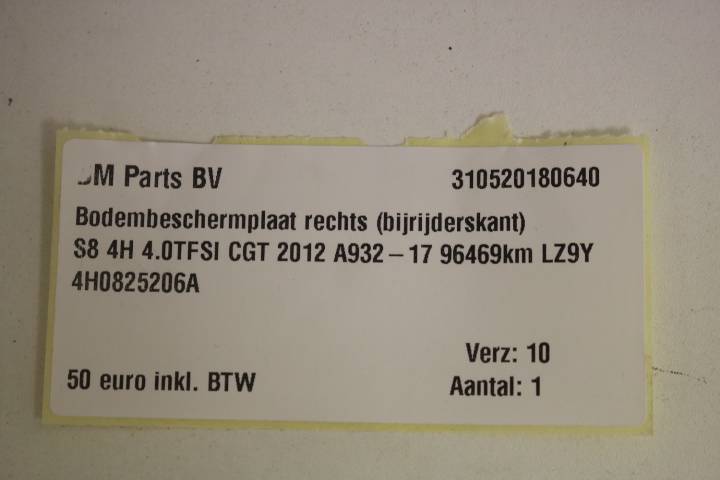 M Parts BV 310520180640
Bodembeschermplaat rechts (bijrijderskant)
S8 4H 4.0TFSI CGT 2012 A932-17 96469km LZ9Y
4H0825206A
Verz: 10
50 euro inkl. BTW Aantal: 1